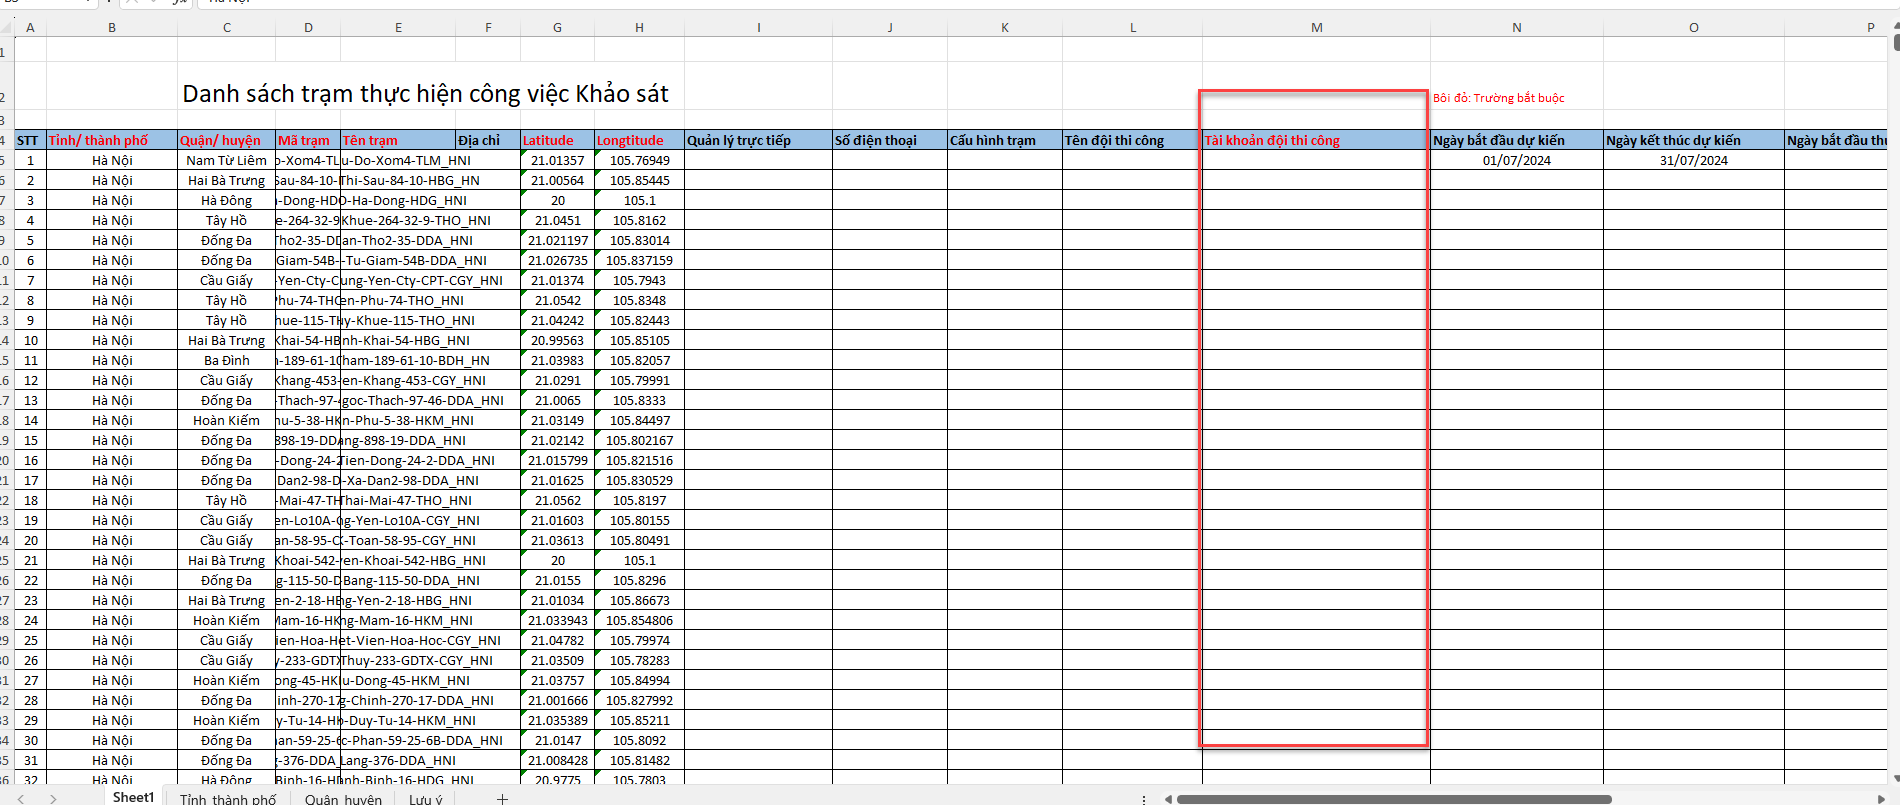 A B C D E F G H I J K L M N O P
Danh sách trạm thực hiện công việc Khảo sát
Bôi đỏ: Trường bắt buộc
STT Tỉnh/ thành phố Quận/ huyện Mã trạm Tên trạm Địa chỉ Latitude Longtitude Quản lý trực tiếp Số điện thoại Cấu hình trạm Tên đội thi công Tài khoản đội thi công Ngày bắt đầu dự kiến Ngày kết thúc dự kiến Ngày bắt đầu
1 Hà Nội Nam Từ Liêm o-Xom4-TL u-Do-Xom4-TLM_HNI 21.01357 105.76949 01/07/2024 31/07/2024
2 Hà Nội Hai Bà Trưng Sau-84-10- Thi-Sau-84-10-HBG_HN 21.00564 105.85445
3 Hà Nội Hà Đông -Dong-HD O-Ha-Dong-HDG_HNI 20 105.1
4 Hà Nội Tây Hồ e-264-32-9 Khue-264-32-9-THO_HNI 21.0451 105.8162
5 Hà Nội Đống Đa Tho2-35-D an-Tho2-35-DDA_HNI 21.021197 105.83014
6 Hà Nội Đống Đa Giam-54B- -Tu-Giam-54B-DDA_HNI 21.026735 105.837159
7 Hà Nội Cầu Giấy -Yen-Cty-C ung-Yen-Cty-CPT-CGY_HNI 21.01374 105.7943
8 Hà Nội Tây Hồ Phu-74-TH en-Phu-74-THO_HNI 21.0542 105.8348
9 Hà Nội Tây Hồ hue-115-T uy-Khue-115-THO_HNI 21.04242 105.82443
10 Hà Nội Hai Bà Trưng Khai-54-HB nh-Khai-54-HBG_HNI 20.99563 105.85105
11 Hà Nội Ba Đình -189-61-10 ham-189-61-10-BDH_HN 21.03983 105.82057
12 Hà Nội Cầu Giấy Khang-453- en-Khang-453-CGY_HNI 21.0291 105.79991
13 Hà Nội Đống Đa -Thach-97- goc-Thach-97-46-DDA_HNI 21.0065 105.8333
14 Hà Nội Hoàn Kiếm hu-5-38-HK n-Phu-5-38-HKM_HNI 21.03149 105.84497
15 Hà Nội Đống Đa 898-19-DDA ang-898-19-DDA_HNI 21.02142 105.802167
16 Hà Nội Đống Đa -Dong-24-2 Tien-Dong-24-2-DDA_HNI 21.015799 105.821516
17 Hà Nội Đống Đa Dan2-98-D -Xa-Dan2-98-DDA_HNI 21.01625 105.830529
18 Hà Nội Tây Hồ -Mai-47-TH Thai-Mai-47-THO_HNI 21.0562 105.8197
19 Hà Nội Cầu Giấy en-Lo10A- g-Yen-Lo10A-CGY_HNI 21.01603 105.80155
20 Hà Nội Cầu Giấy an-58-95-C -Toan-58-95-CGY_HNI 21.03613 105.80491
21 Hà Nội Hai Bà Trưng Khoai-542- en-Khoai-542-HBG_HNI 20 105.1
22 Hà Nội Đống Đa g-115-50-D Bang-115-50-DDA_HNI 21.0155 105.8296
23 Hà Nội Hai Bà Trưng en-2-18-HB ng-Yen-2-18-HBG_HNI 21.01034 105.86673
24 Hà Nội Hoàn Kiếm Mam-16-HK ng-Mam-16-HKM_HNI 21.033943 105.854806
25 Hà Nội Cầu Giấy ien-Hoa-H et-Vien-Hoa-Hoc-CGY_HNI 21.04782 105.79974
26 Hà Nội Cầu Giấy y-233-GDTX Thuy-233-GDTX-CGY_HNI 21.03509 105.78283
27 Hà Nội Hoàn Kiếm ong-45-HK u-Dong-45-HKM_HNI 21.03757 105.84994
28 Hà Nội Đống Đa inh-270-17 g-Chinh-270-17-DDA_HNI 21.001666 105.827992
29 Hà Nội Hoàn Kiếm y-Tu-14-H -Duy-Tu-14-HKM_HNI 21.035389 105.85211
30 Hà Nội Đống Đa an-59-25-6 c-Phan-59-25-6B-DDA_HNI 21.0147 105.8092
31 Hà Nội Đống Đa -376-DDA_ Lang-376-DDA_HNI 21.008428 105.81482
32 Hà Nội Hà Đông Binh-16-H nh-Binh-16-HDG_HNI 20.9775 105.7803
Sheet1 Tỉnh thành phố Quận huyện Lưu ý